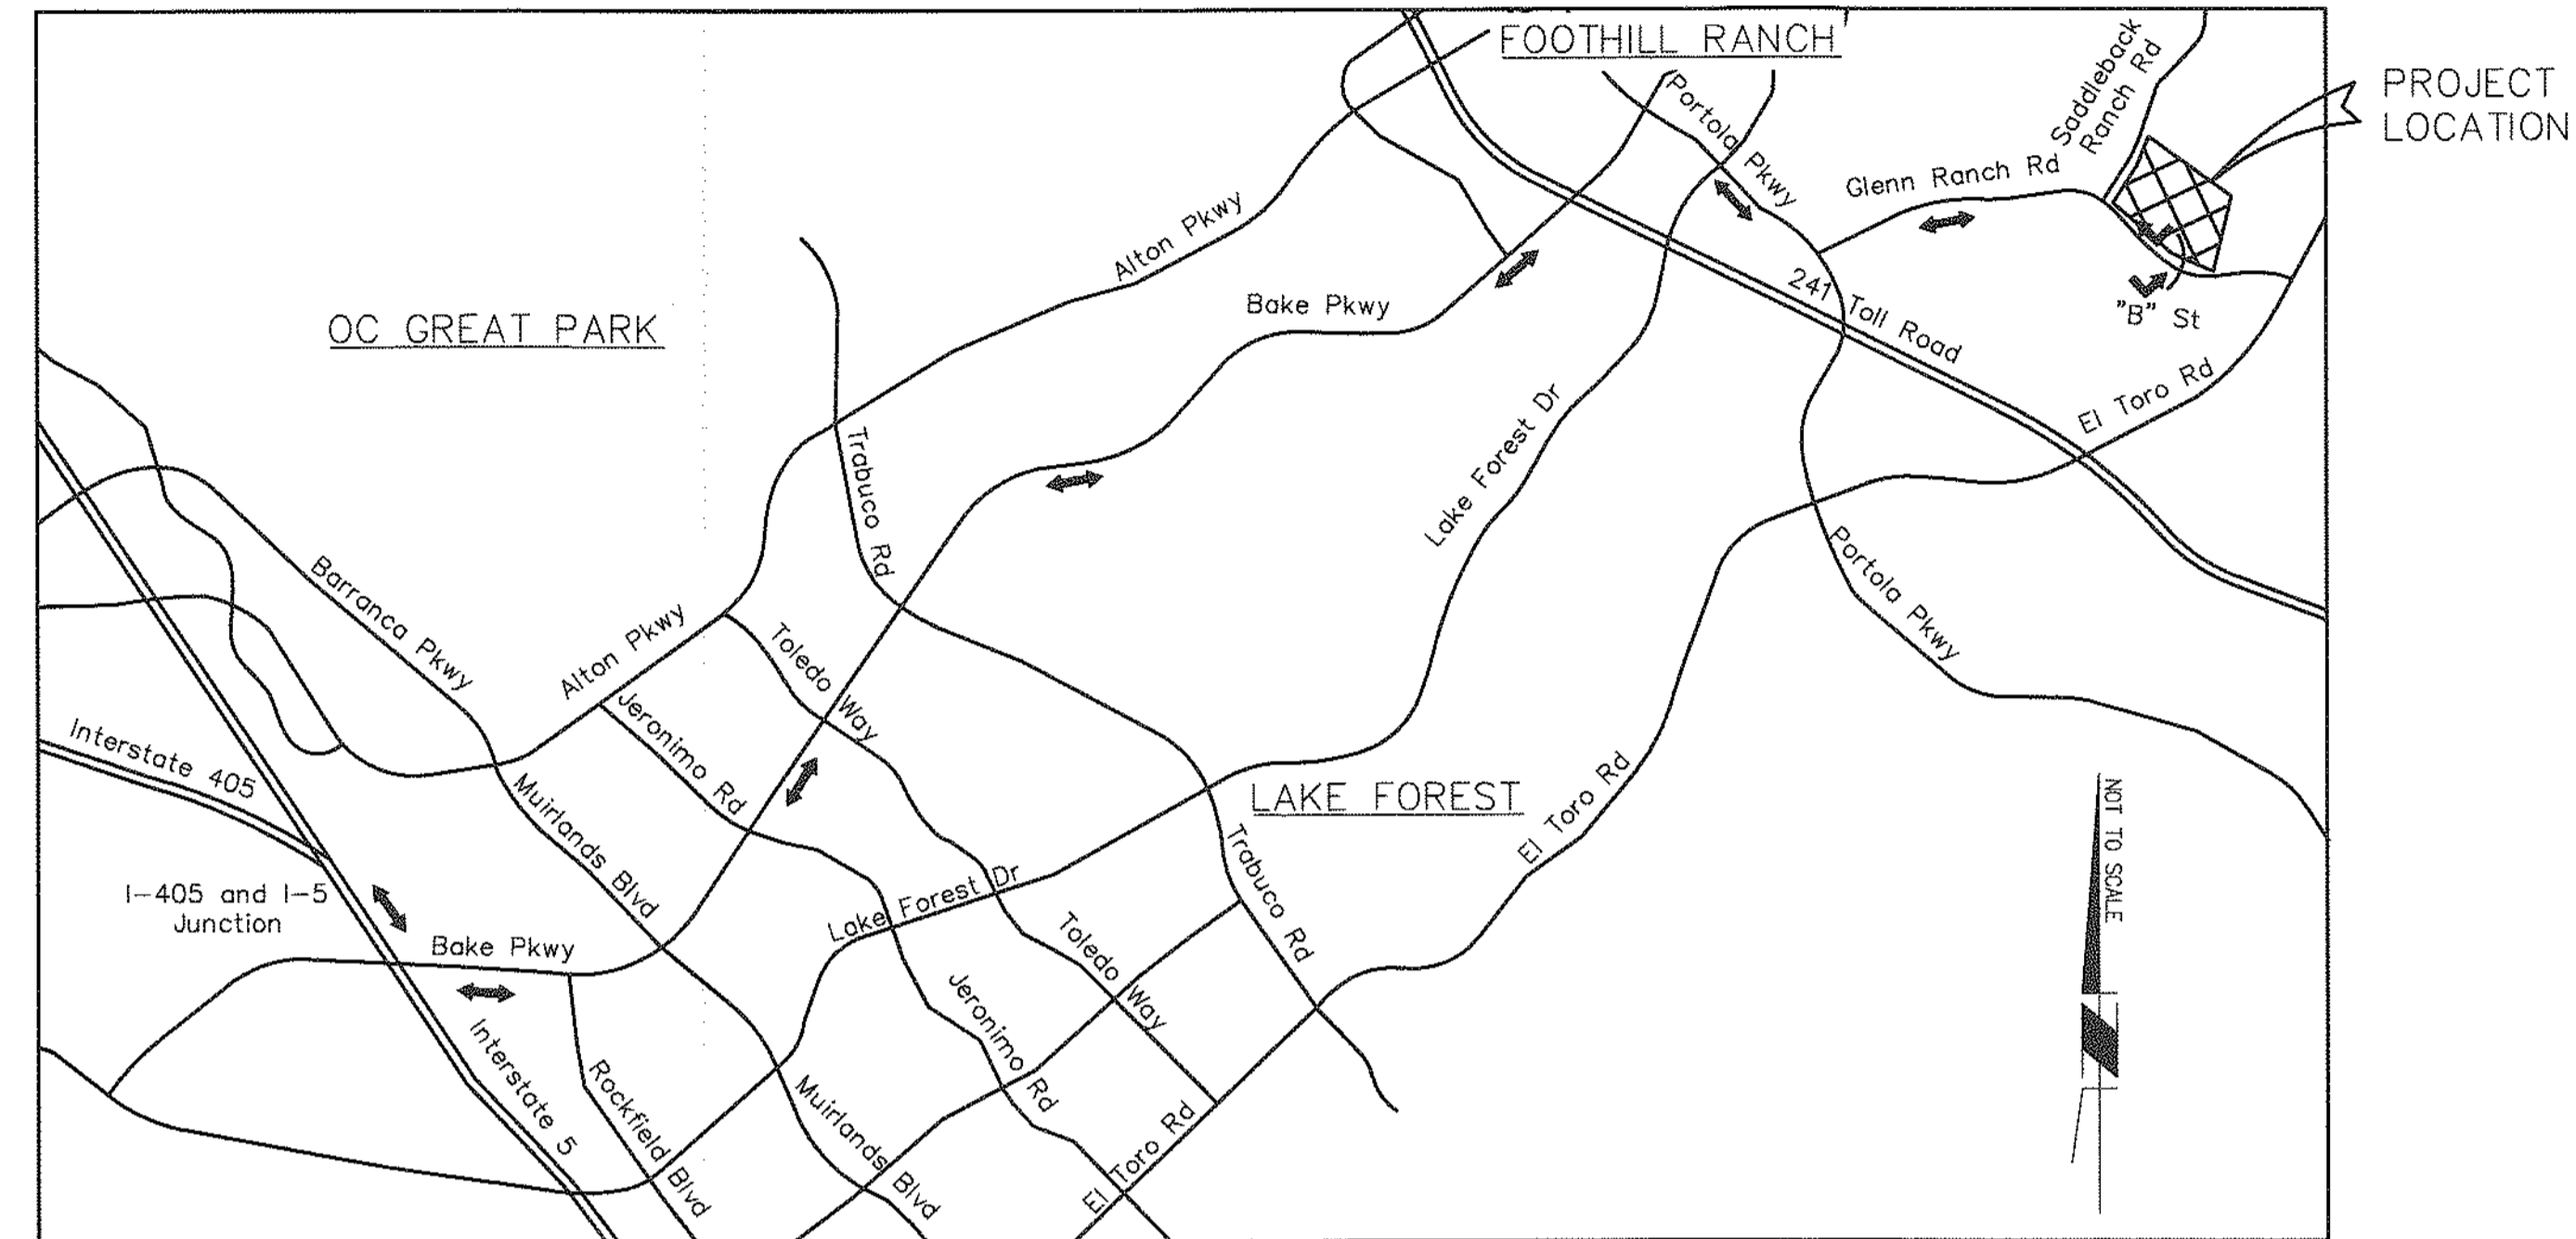 FOOTHILL RANCH
Saddleback
Ranch Rd
PROJECT
LOCATION
Portola Pkwy
Glenn Ranch Rd
Alton Pkwy
Bake Pkwy
241 Toll Road
"B" St
OC GREAT PARK
El Toro Rd
Lake Forest Dr
Trabuco Rd
Barranca Pkwy
Portola Pkwy
Alton Pkwy
Toledo Way
Jeronimo Rd
Interstate 405
Muirlands Blvd
LAKE FOREST
El Toro Rd
NOT TO SCALE
Trabuco Rd
I-405 and I-5
Junction
Lake Forest Dr
Bake Pkwy
Toledo Way
Jeronimo Rd
Interstate 5
Rockfield Blvd
Muirlands Blvd
El Toro Rd